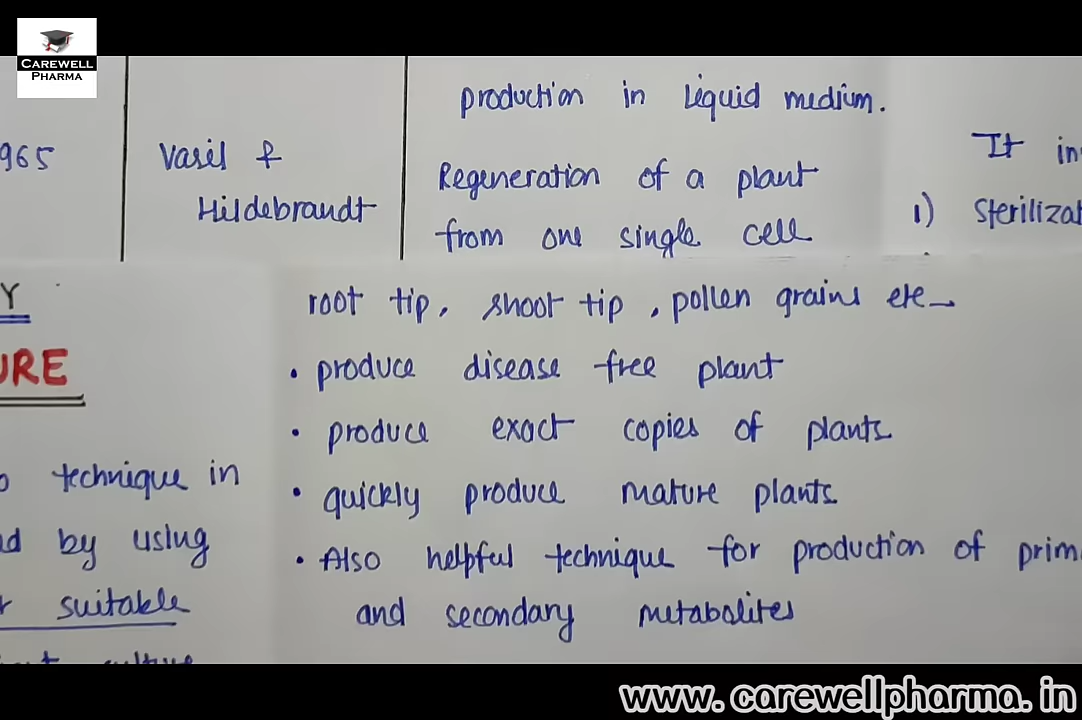 CAREWELL
PHARMA
production in liquid medium.
965
Vasil &
Hildebrandt
Regeneration of a plant
from one single cell
It in
1) Sterilizat
Y
URE
technique in
by using
suitable
root tip, shoot tip, pollen grains etc
• produce disease free plant
• produce exact copies of plants
• quickly produce mature plants
• Also helpful technique for production of prim
and secondary metabolites
www.carewellpharma.in